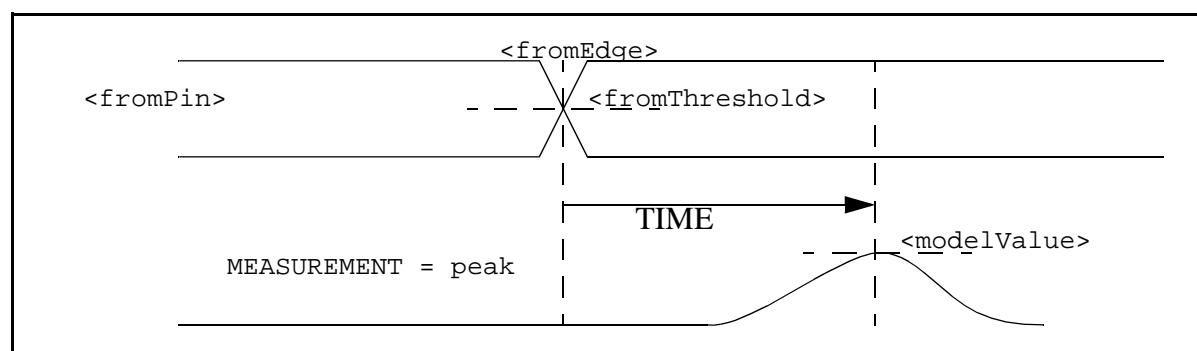 <fromEdge>
<fromPin>
<fromThreshold>
TIME
<modelValue>
MEASUREMENT = peak